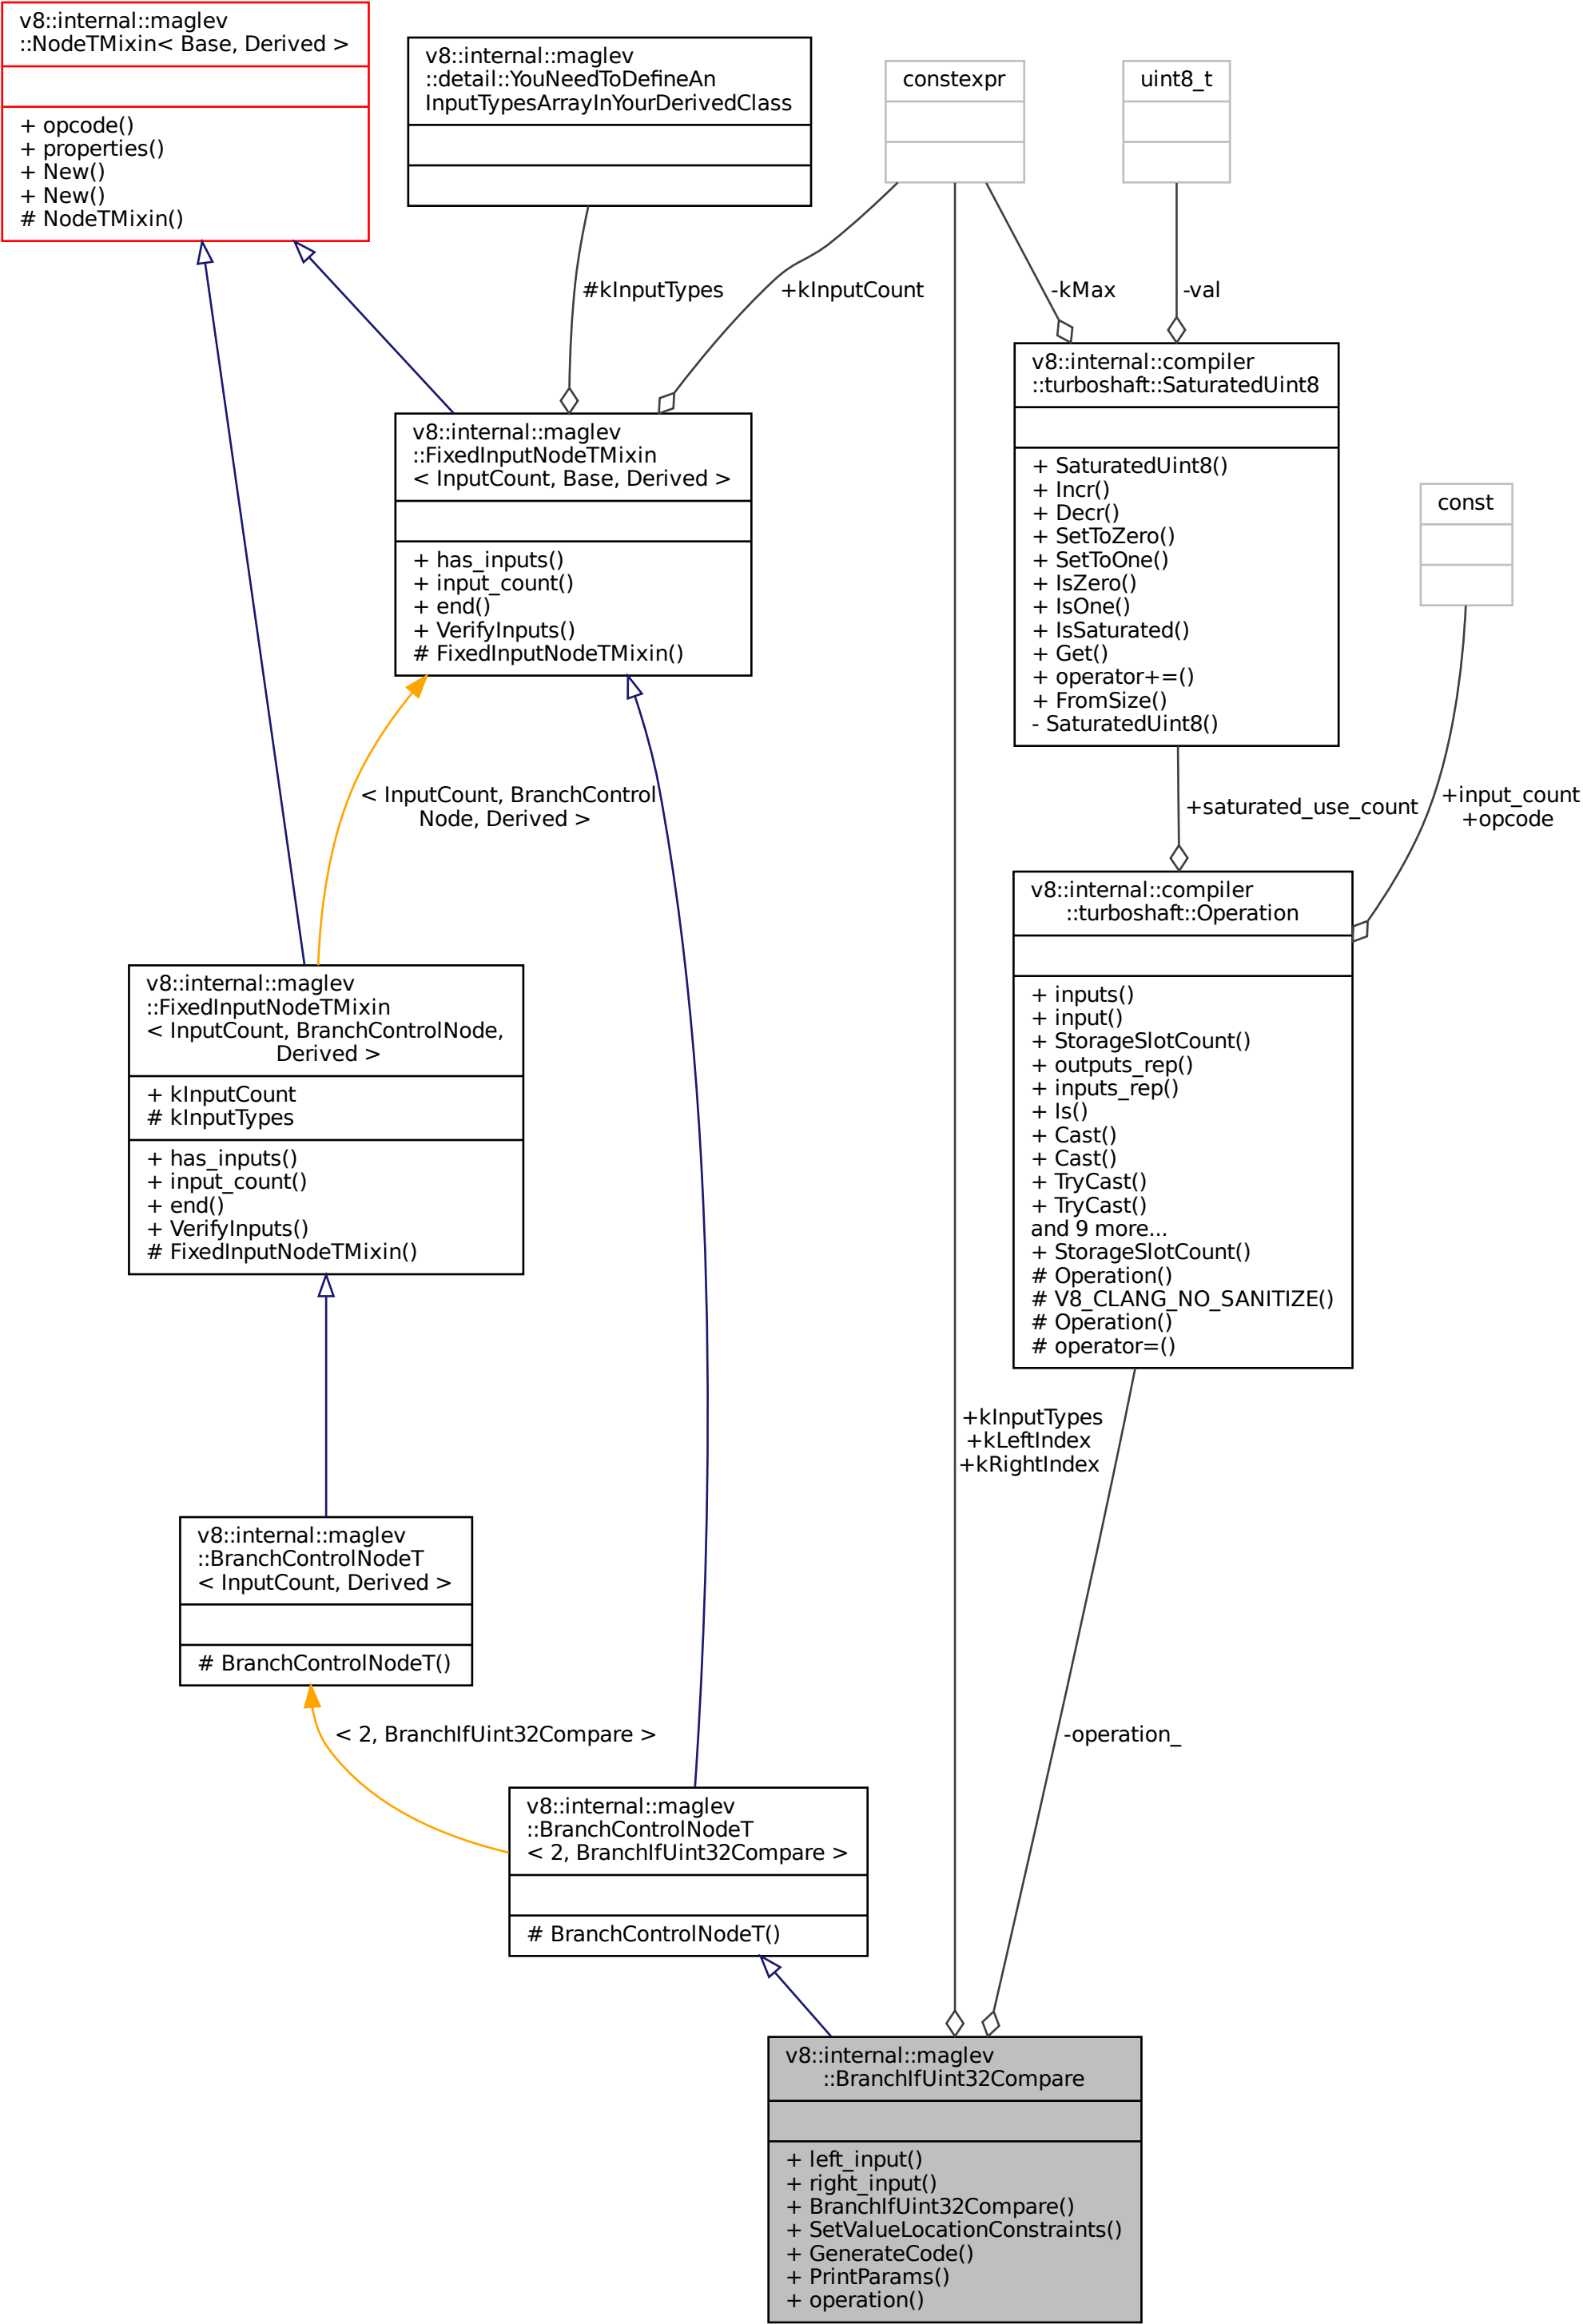 v8::internal::maglev
::NodeTMixin< Base, Derived >
+ opcode()
+ properties()
+ New()
+ New()
# NodeTMixin()
v8::internal::maglev
::detail::YouNeedToDefineAn
InputTypesArrayInYourDerivedClass
constexpr
uint8_t
#kInputTypes
+kInputCount
-kMax
-val
v8::internal::maglev
::FixedInputNodeTMixin
< InputCount, Base, Derived >
+ has_inputs()
+ input_count()
+ end()
+ VerifyInputs()
# FixedInputNodeTMixin()
v8::internal::compiler
::turboshaft::SaturatedUint8
+ SaturatedUint8()
+ Incr()
+ Decr()
+ SetToZero()
+ SetToOne()
+ IsZero()
+ IsOne()
+ IsSaturated()
+ Get()
+ operator+=()
+ FromSize()
- SaturatedUint8()
const
< InputCount, BranchControl
Node, Derived >
+saturated_use_count
+input_count
+opcode
v8::internal::maglev
::FixedInputNodeTMixin
< InputCount, BranchControlNode,
Derived >
+ kInputCount
# kInputTypes
+ has_inputs()
+ input_count()
+ end()
+ VerifyInputs()
# FixedInputNodeTMixin()
v8::internal::compiler
::turboshaft::Operation
+ inputs()
+ input()
+ StorageSlotCount()
+ outputs_rep()
+ inputs_rep()
+ Is()
+ Cast()
+ Cast()
+ TryCast()
+ TryCast()
and 9 more...
+ StorageSlotCount()
# Operation()
# V8_CLANG_NO_SANITIZE()
# Operation()
# operator=()
+kInputTypes
+kLeftIndex
+kRightIndex
v8::internal::maglev
::BranchControlNodeT
< InputCount, Derived >
# BranchControlNodeT()
< 2, BranchIfUint32Compare >
-operation_
v8::internal::maglev
::BranchControlNodeT
< 2, BranchIfUint32Compare >
# BranchControlNodeT()
v8::internal::maglev
::BranchIfUint32Compare
+ left_input()
+ right_input()
+ BranchIfUint32Compare()
+ SetValueLocationConstraints()
+ GenerateCode()
+ PrintParams()
+ operation()